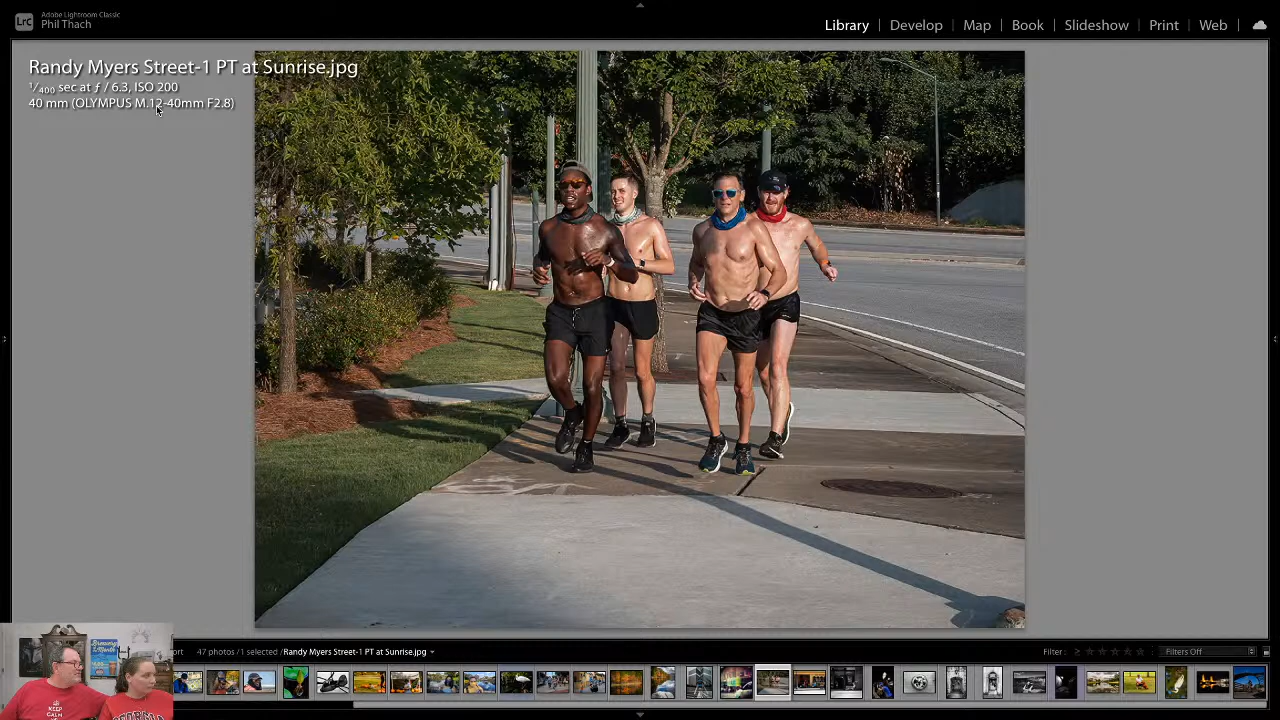 Adobe Lightroom Classic
Lrc
Phil Thach
Library | Develop | Map | Book | Slideshow | Print | Web
Randy Myers Street-1 PT at Sunrise.jpg
1/400 sec at ƒ / 6.3, ISO 200
40 mm (OLYMPUS M.12-40mm F2.8)
47 photos / 1 selected / Randy Myers Street-1 PT at Sunrise.jpg
Filter :
Filters Off
KEEP